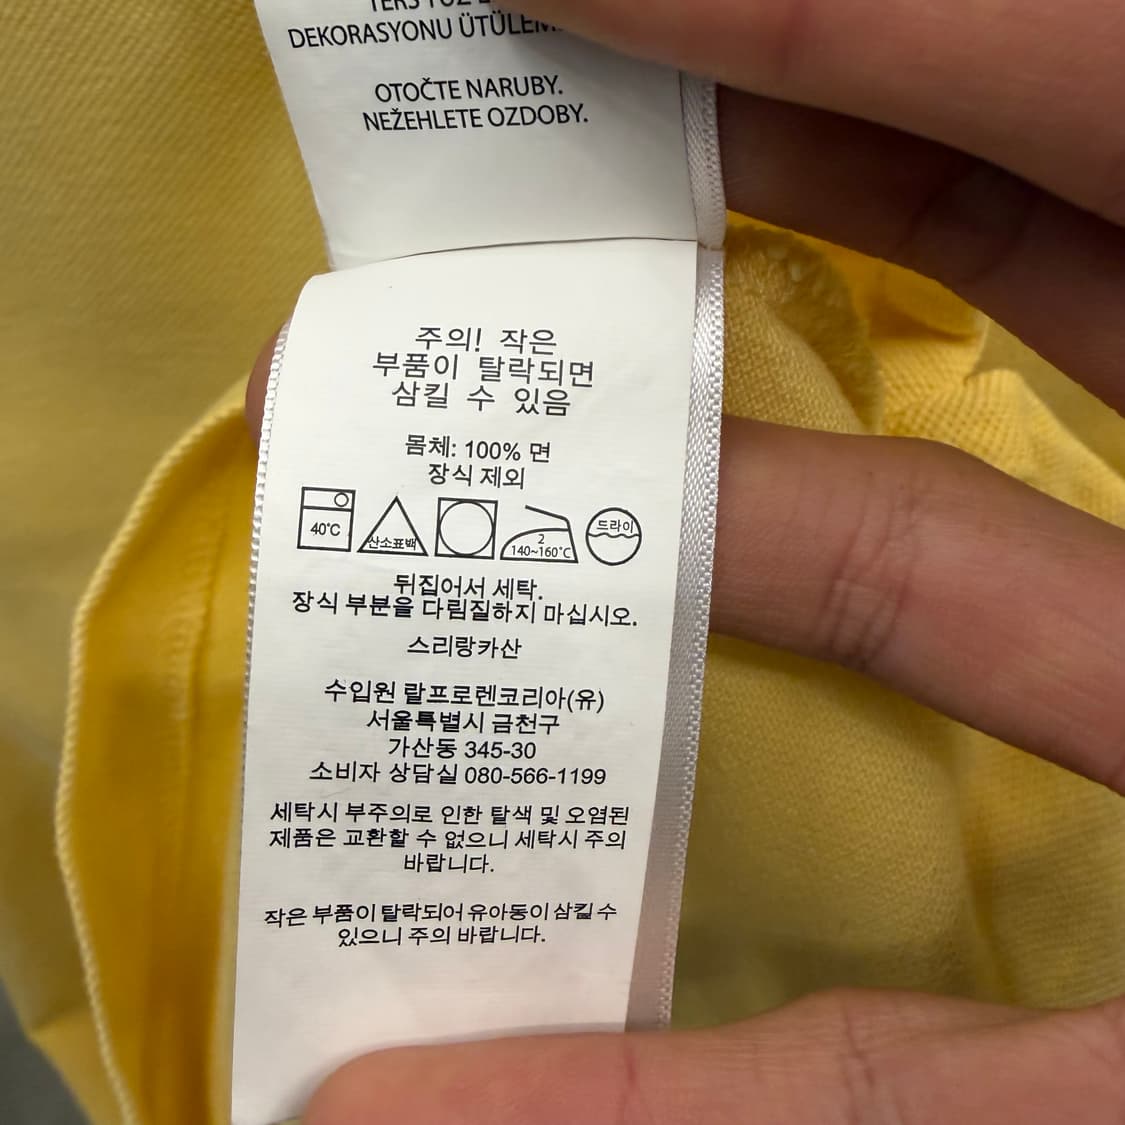 DEKORASYONU
OTOČTE NARUBY.
NEŽEHLETE OZDOBY.
주의! 작은
부품이 탈락되면
삼킬 수 있음
몸체: 100% 면
장식 제외
40℃
산소표백
2
140~160℃
드라이
뒤집어서 세탁.
장식 부분을 다림질하지 마십시오.
스리랑카산
수입원 랄프로렌코리아(유)
서울특별시 금천구
가산동 345-30
소비자 상담실 080-566-1199
세탁시 부주의로 인한 탈색 및 오염된
제품은 교환할 수 없으니 세탁시 주의
바랍니다.
작은 부품이 탈락되어 유아동이 삼킬 수
있으니 주의 바랍니다.